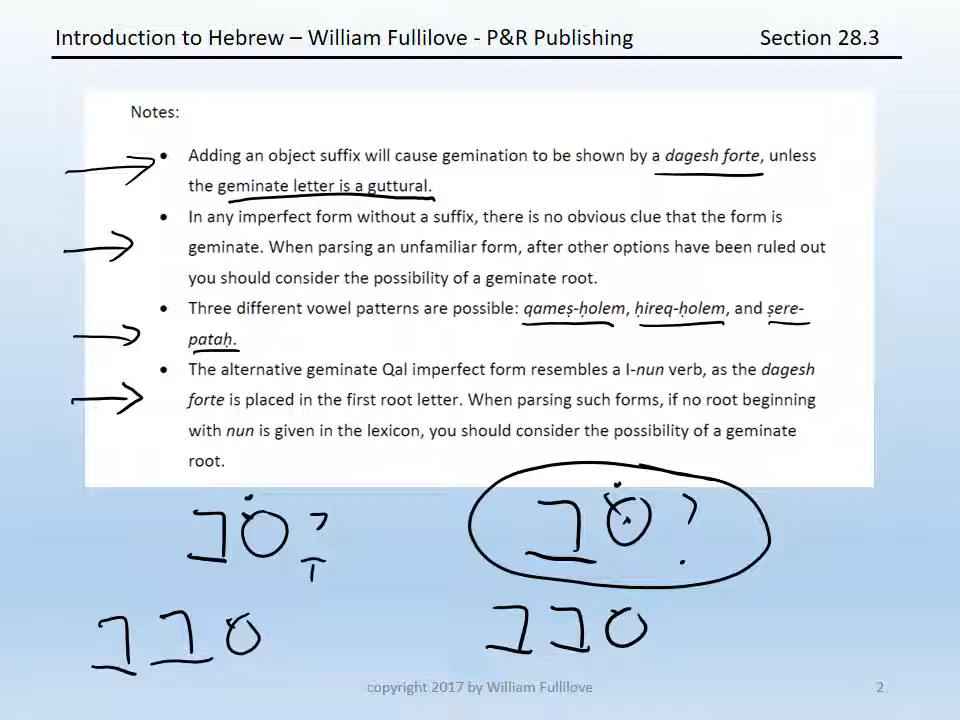 Introduction to Hebrew – William Fullilove - P&R Publishing Section 28.3
Notes:
• Adding an object suffix will cause gemination to be shown by a dagesh forte, unless
the geminate letter is a guttural.
• In any imperfect form without a suffix, there is no obvious clue that the form is
geminate. When parsing an unfamiliar form, after other options have been ruled out
you should consider the possibility of a geminate root.
• Three different vowel patterns are possible: qameṣ-ḥolem, ḥireq-ḥolem, and ṣere-
pataḥ.
• The alternative geminate Qal imperfect form resembles a I-nun verb, as the dagesh
forte is placed in the first root letter. When parsing such forms, if no root beginning
with nun is given in the lexicon, you should consider the possibility of a geminate
root.
יָסֹב
יִסֹּב
סבב
סבב
copyright 2017 by William Fullilove
2